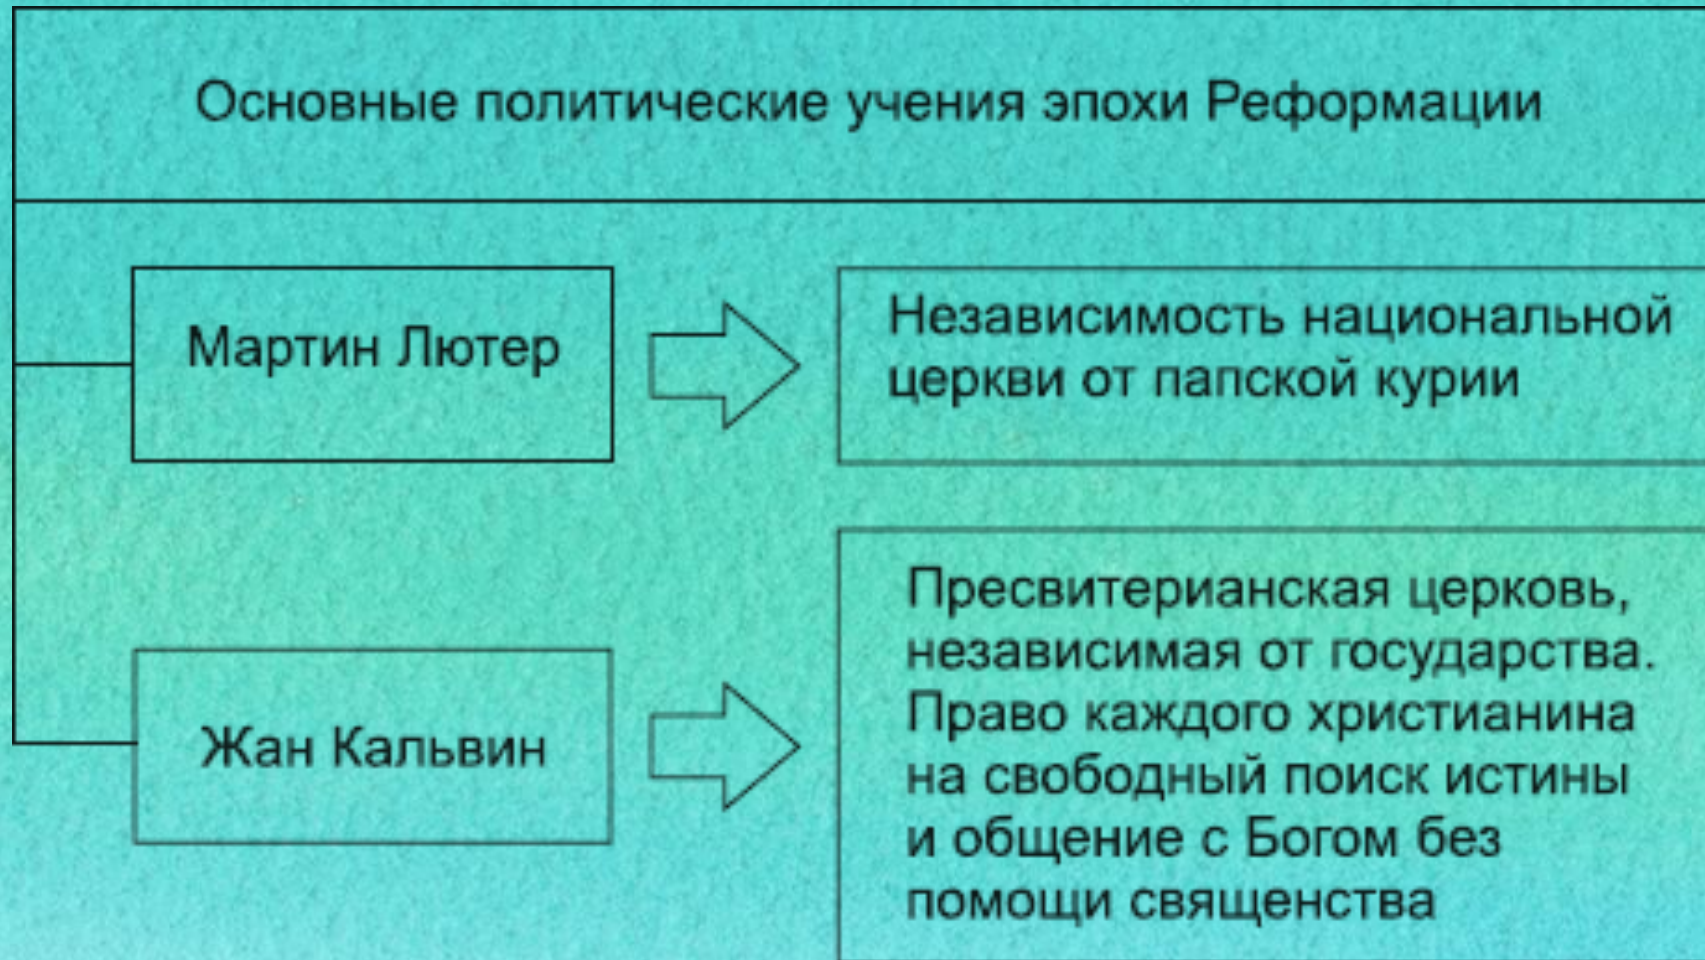 Основные политические учения эпохи Реформации
Мартин Лютер
Независимость национальной
церкви от папской курии
Жан Кальвин
Пресвитерианская церковь,
независимая от государства.
Право каждого христианина
на свободный поиск истины
и общение с Богом без
помощи священства